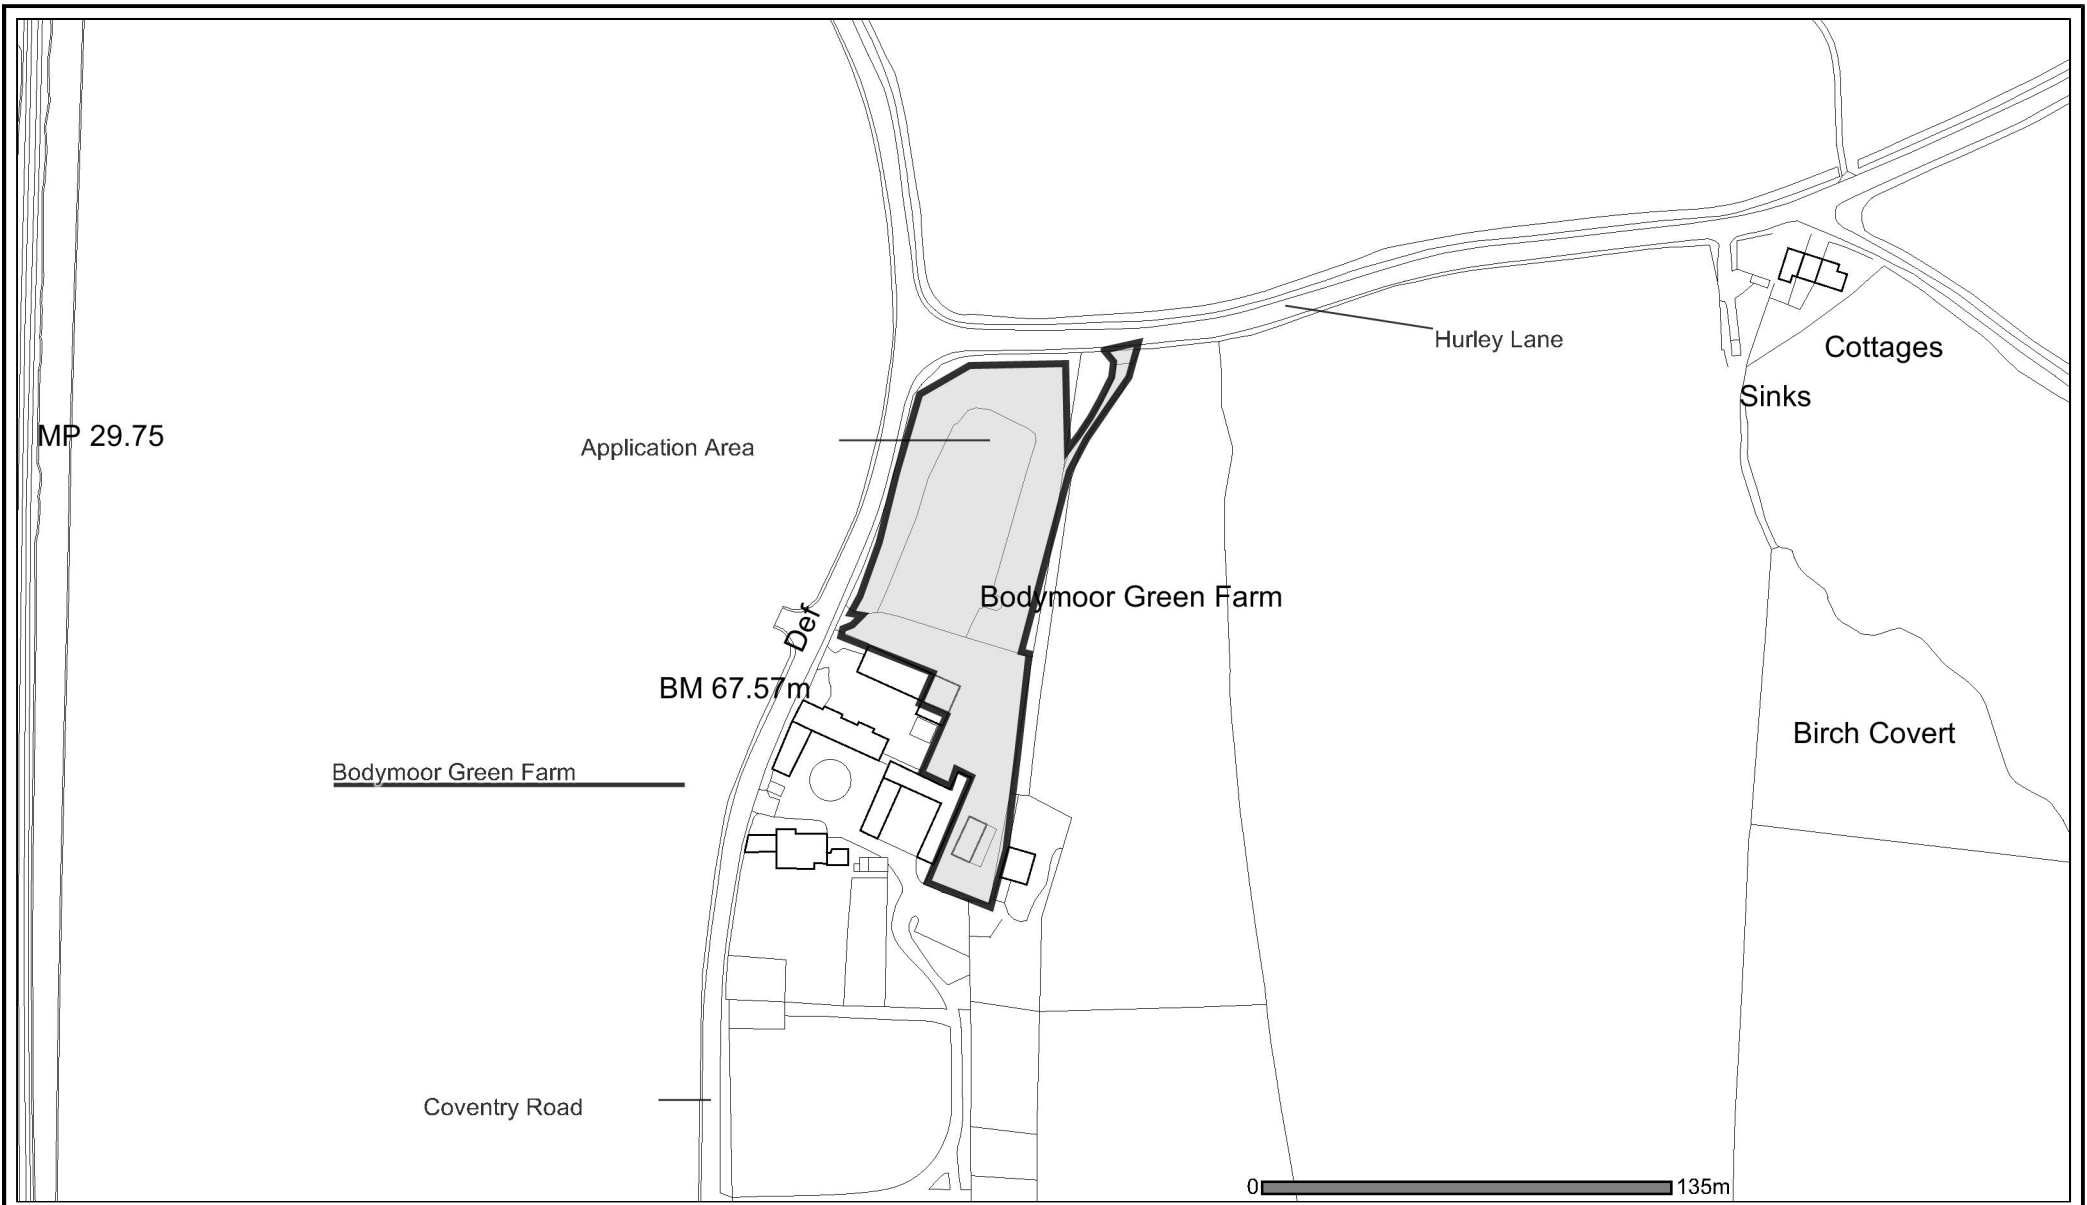 Hurley Lane
Cottages
Sinks
MP 29.75
Application Area
Bodymoor Green Farm
Def
BM 67.57m
Birch Covert
Bodymoor Green Farm
Coventry Road
0
135m